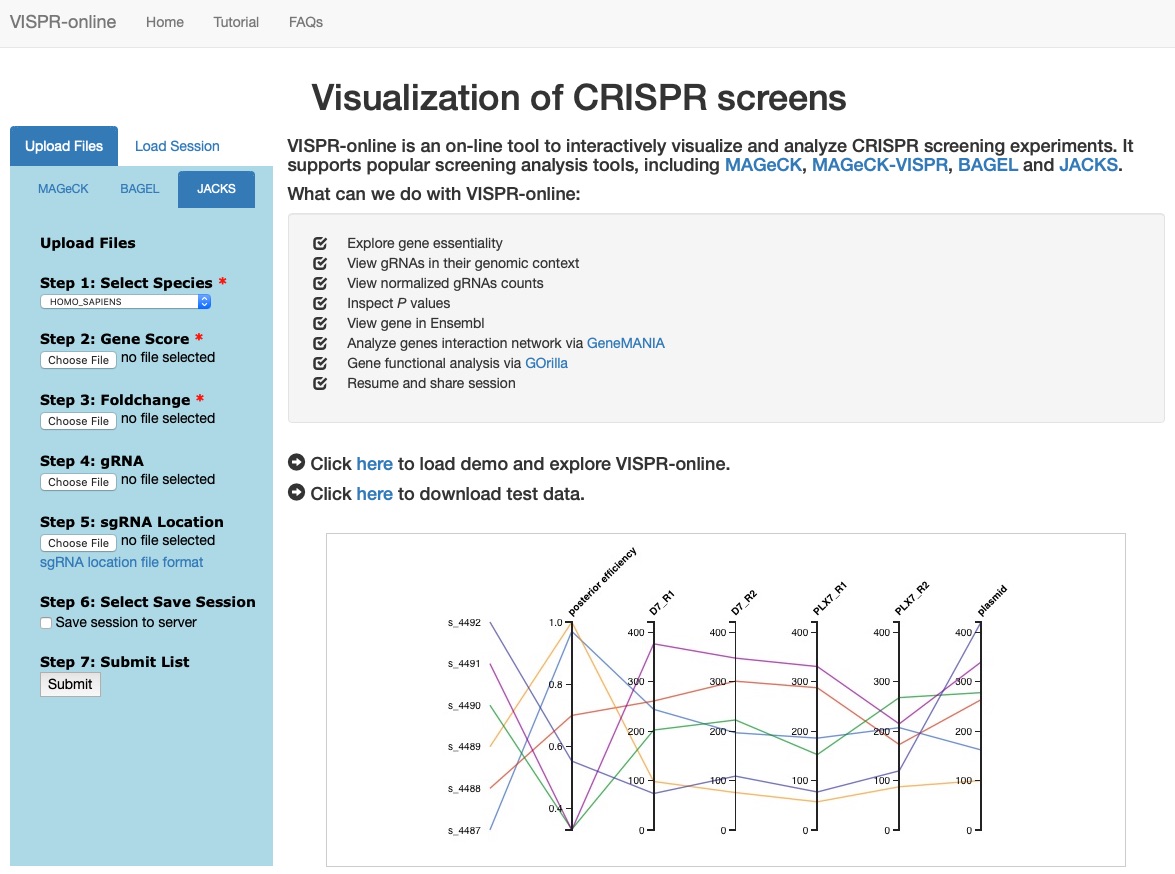 VISPR-online Home Tutorial FAQs
Visualization of CRISPR screens
Upload Files Load Session
MAGeCK BAGEL JACKS
Upload Files
Step 1: Select Species *
HOMO_SAPIENS
Step 2: Gene Score *
Choose File no file selected
Step 3: Foldchange *
Choose File no file selected
Step 4: gRNA
Choose File no file selected
Step 5: sgRNA Location
Choose File no file selected
sgRNA location file format
Step 6: Select Save Session
Save session to server
Step 7: Submit List
Submit
VISPR-online is an on-line tool to interactively visualize and analyze CRISPR screening experiments. It
supports popular screening analysis tools, including MAGeCK, MAGeCK-VISPR, BAGEL and JACKS.
What can we do with VISPR-online:
Explore gene essentiality
View gRNAs in their genomic context
View normalized gRNAs counts
Inspect P values
View gene in Ensembl
Analyze genes interaction network via GeneMANIA
Gene functional analysis via GOrilla
Resume and share session
Click here to load demo and explore VISPR-online.
Click here to download test data.
posterior efficiency D7_R1 D7_R2 PLX7_R1 PLX7_R2 plasmid
s_4492 1.0 400 400 400 400 400
s_4491 0.8 300 300 300 300 300
s_4490 200 200 200 200 200
s_4489 0.6
s_4488 0.4 100 100 100 100 100
s_4487 0 0 0 0 0